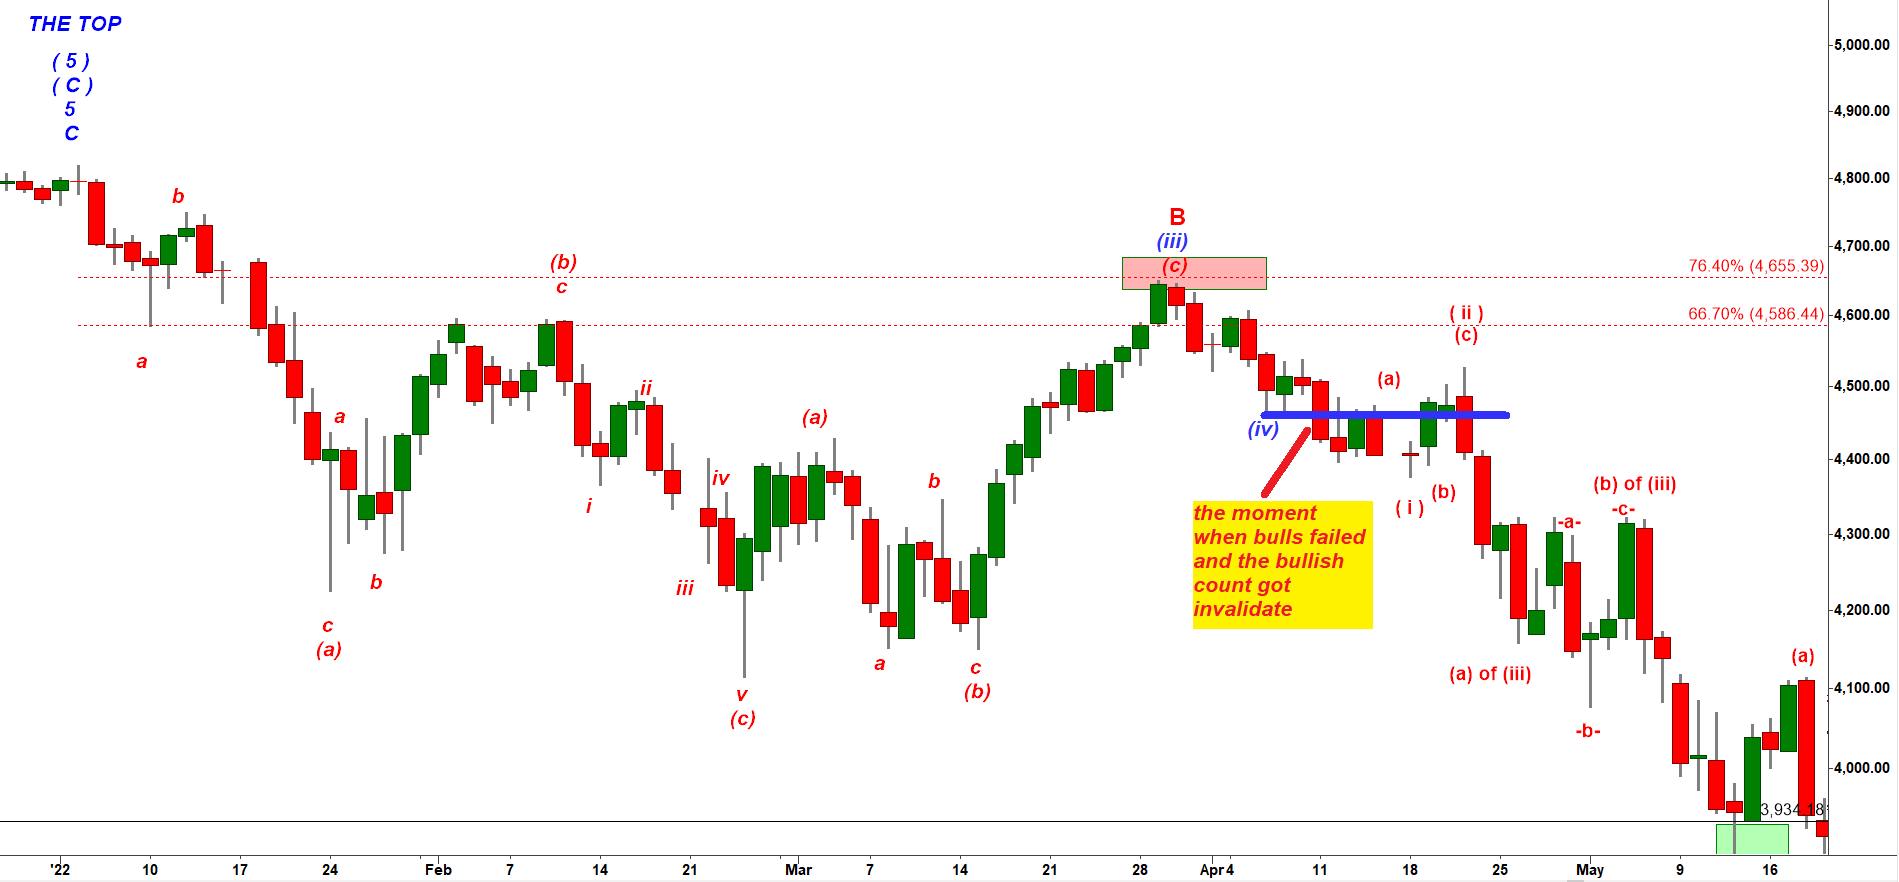 THE TOP
( 5 )
( C )
5
C
b
a
a
c
(a)
b
(b)
c
i
ii
iii
iv
v
(c)
(a)
a
b
c
(b)
B
(iii)
(c)
(iv)
the moment
when bulls failed
and the bullish
count got
invalidate
(a)
( i )
(b)
( ii )
(c)
(a) of (iii)
-a-
-b-
(b) of (iii)
-c-
(a)
76.40% (4,655.39)
66.70% (4,586.44)
3,934.18
5,000.00
4,900.00
4,800.00
4,700.00
4,600.00
4,500.00
4,400.00
4,300.00
4,200.00
4,100.00
4,000.00
'22 10 17 24 Feb 7 14 21 Mar 7 14 21 28 Apr 4 11 18 25 May 9 16